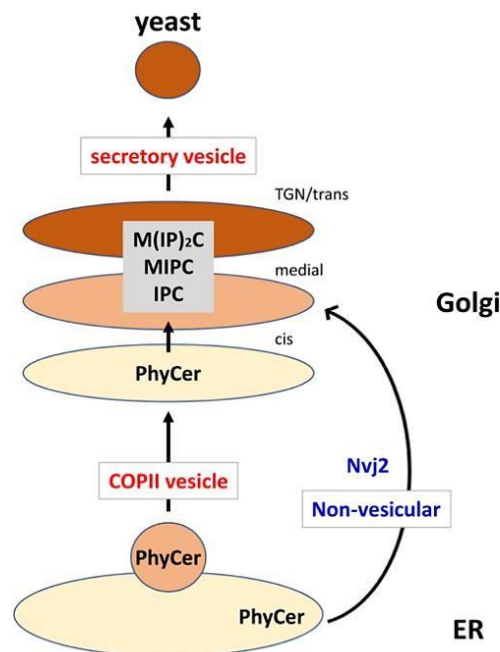 yeast
secretory vesicle
TGN/trans
M(IP)₂C
MIPC
IPC
medial
Golgi
cis
PhyCer
COPII vesicle
Nvj2
Non-vesicular
PhyCer
PhyCer
ER